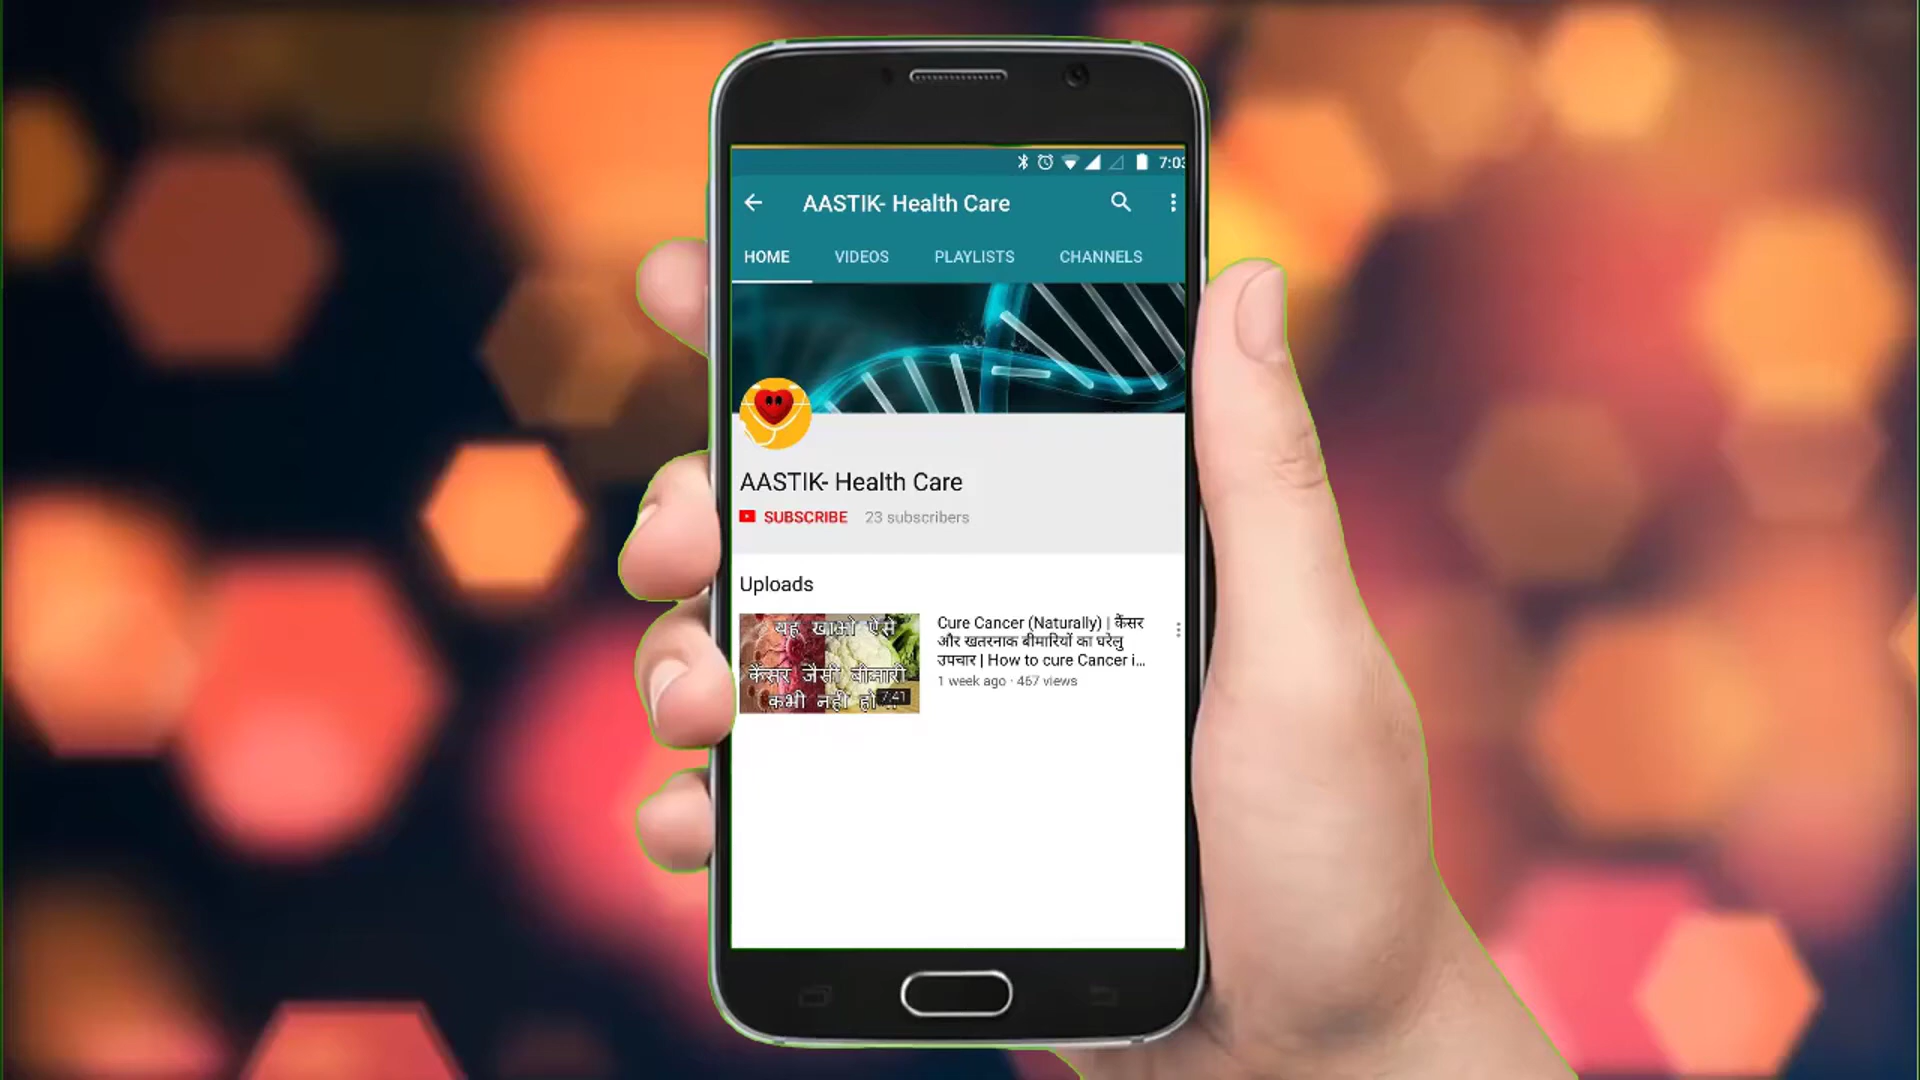 7:03
AASTIK- Health Care
HOME VIDEOS PLAYLISTS CHANNELS
AASTIK- Health Care
SUBSCRIBE 23 subscribers
Uploads
यह खाओ ऐसे
कैंसर जैसी बीमारी
कभी नहीं हो
7:41
Cure Cancer (Naturally) | कैंसर
और खतरनाक बीमारियों का घरेलु
उपचार | How to cure Cancer i...
1 week ago · 467 views